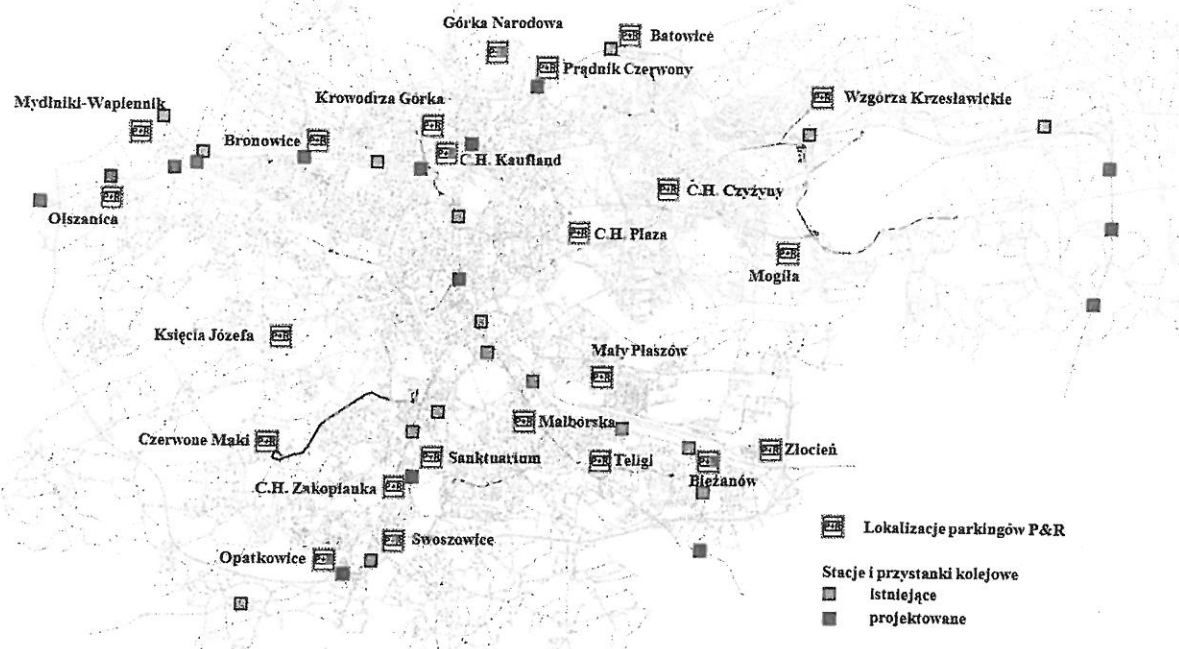 Górka Narodowa
Batowice
Prądnik Czerwony
Mydlniki-Wapiennik
Krowodrza Górka
Wzgórza Krzesławickie
Bronowice
C.H. Kaufland
C.H. Czyżyny
Olszanica
C.H. Plaza
Mogiła
Księcia Józefa
Mały Płaszów
Malborska
Czerwone Maki
Sanktuarium
Teligi
Złocień
C.H. Zakopianka
Bieżanów
Swoszowice
Opatkowice
P+R Lokalizacje parkingów P&R
Stacje i przystanki kolejowe
istniejące
projektowane